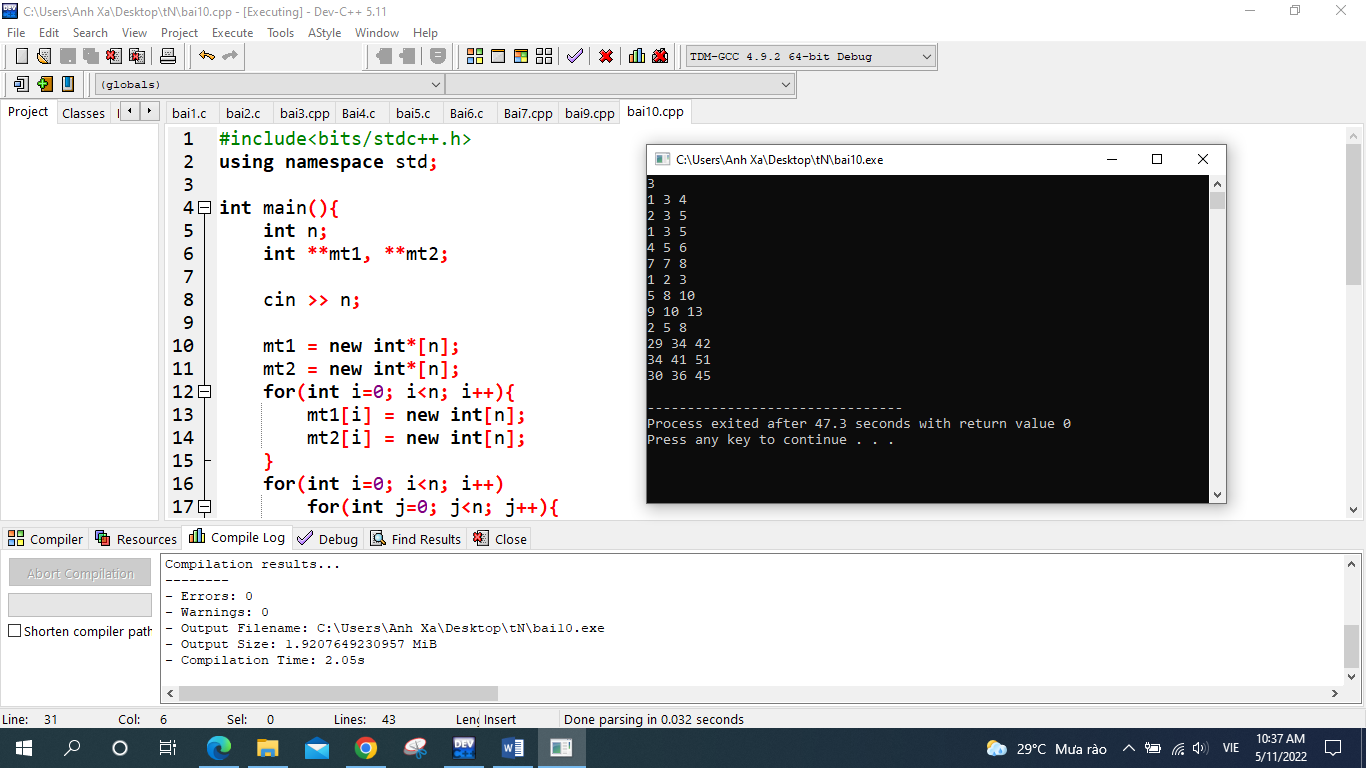 C:\Users\Anh Xa\Desktop\tN\bai10.cpp - [Executing] - Dev-C++ 5.11
File Edit Search View Project Execute Tools AStyle Window Help
TDM-GCC 4.9.2 64-bit Debug
(globals)
Project Classes
bai1.c bai2.c bai3.cpp Bai4.c bai5.c Bai6.c Bai7.cpp bai9.cpp bai10.cpp
1 #include<bits/stdc++.h>
2 using namespace std;
3
4 int main(){
5 int n;
6 int **mt1, **mt2;
7
8 cin >> n;
9
10 mt1 = new int*[n];
11 mt2 = new int*[n];
12 for(int i=0; i<n; i++){
13 mt1[i] = new int[n];
14 mt2[i] = new int[n];
15 }
16 for(int i=0; i<n; i++)
17 for(int j=0; j<n; j++){
C:\Users\Anh Xa\Desktop\tN\bai10.exe
3
1 3 4
2 3 5
1 3 5
4 5 6
7 7 8
1 2 3
5 8 10
9 10 13
2 5 8
29 34 42
34 41 51
30 36 45
--------------------------------
Process exited after 47.3 seconds with return value 0
Press any key to continue . . .
Compiler Resources Compile Log Debug Find Results Close
Abort Compilation
Shorten compiler path
Compilation results...
--------
- Errors: 0
- Warnings: 0
- Output Filename: C:\Users\Anh Xa\Desktop\tN\bai10.exe
- Output Size: 1.9207649230957 MiB
- Compilation Time: 2.05s
Line: 31 Col: 6 Sel: 0 Lines: 43 Insert Done parsing in 0.032 seconds
DEV
29°C Mưa rào VIE
10:37 AM
5/11/2022